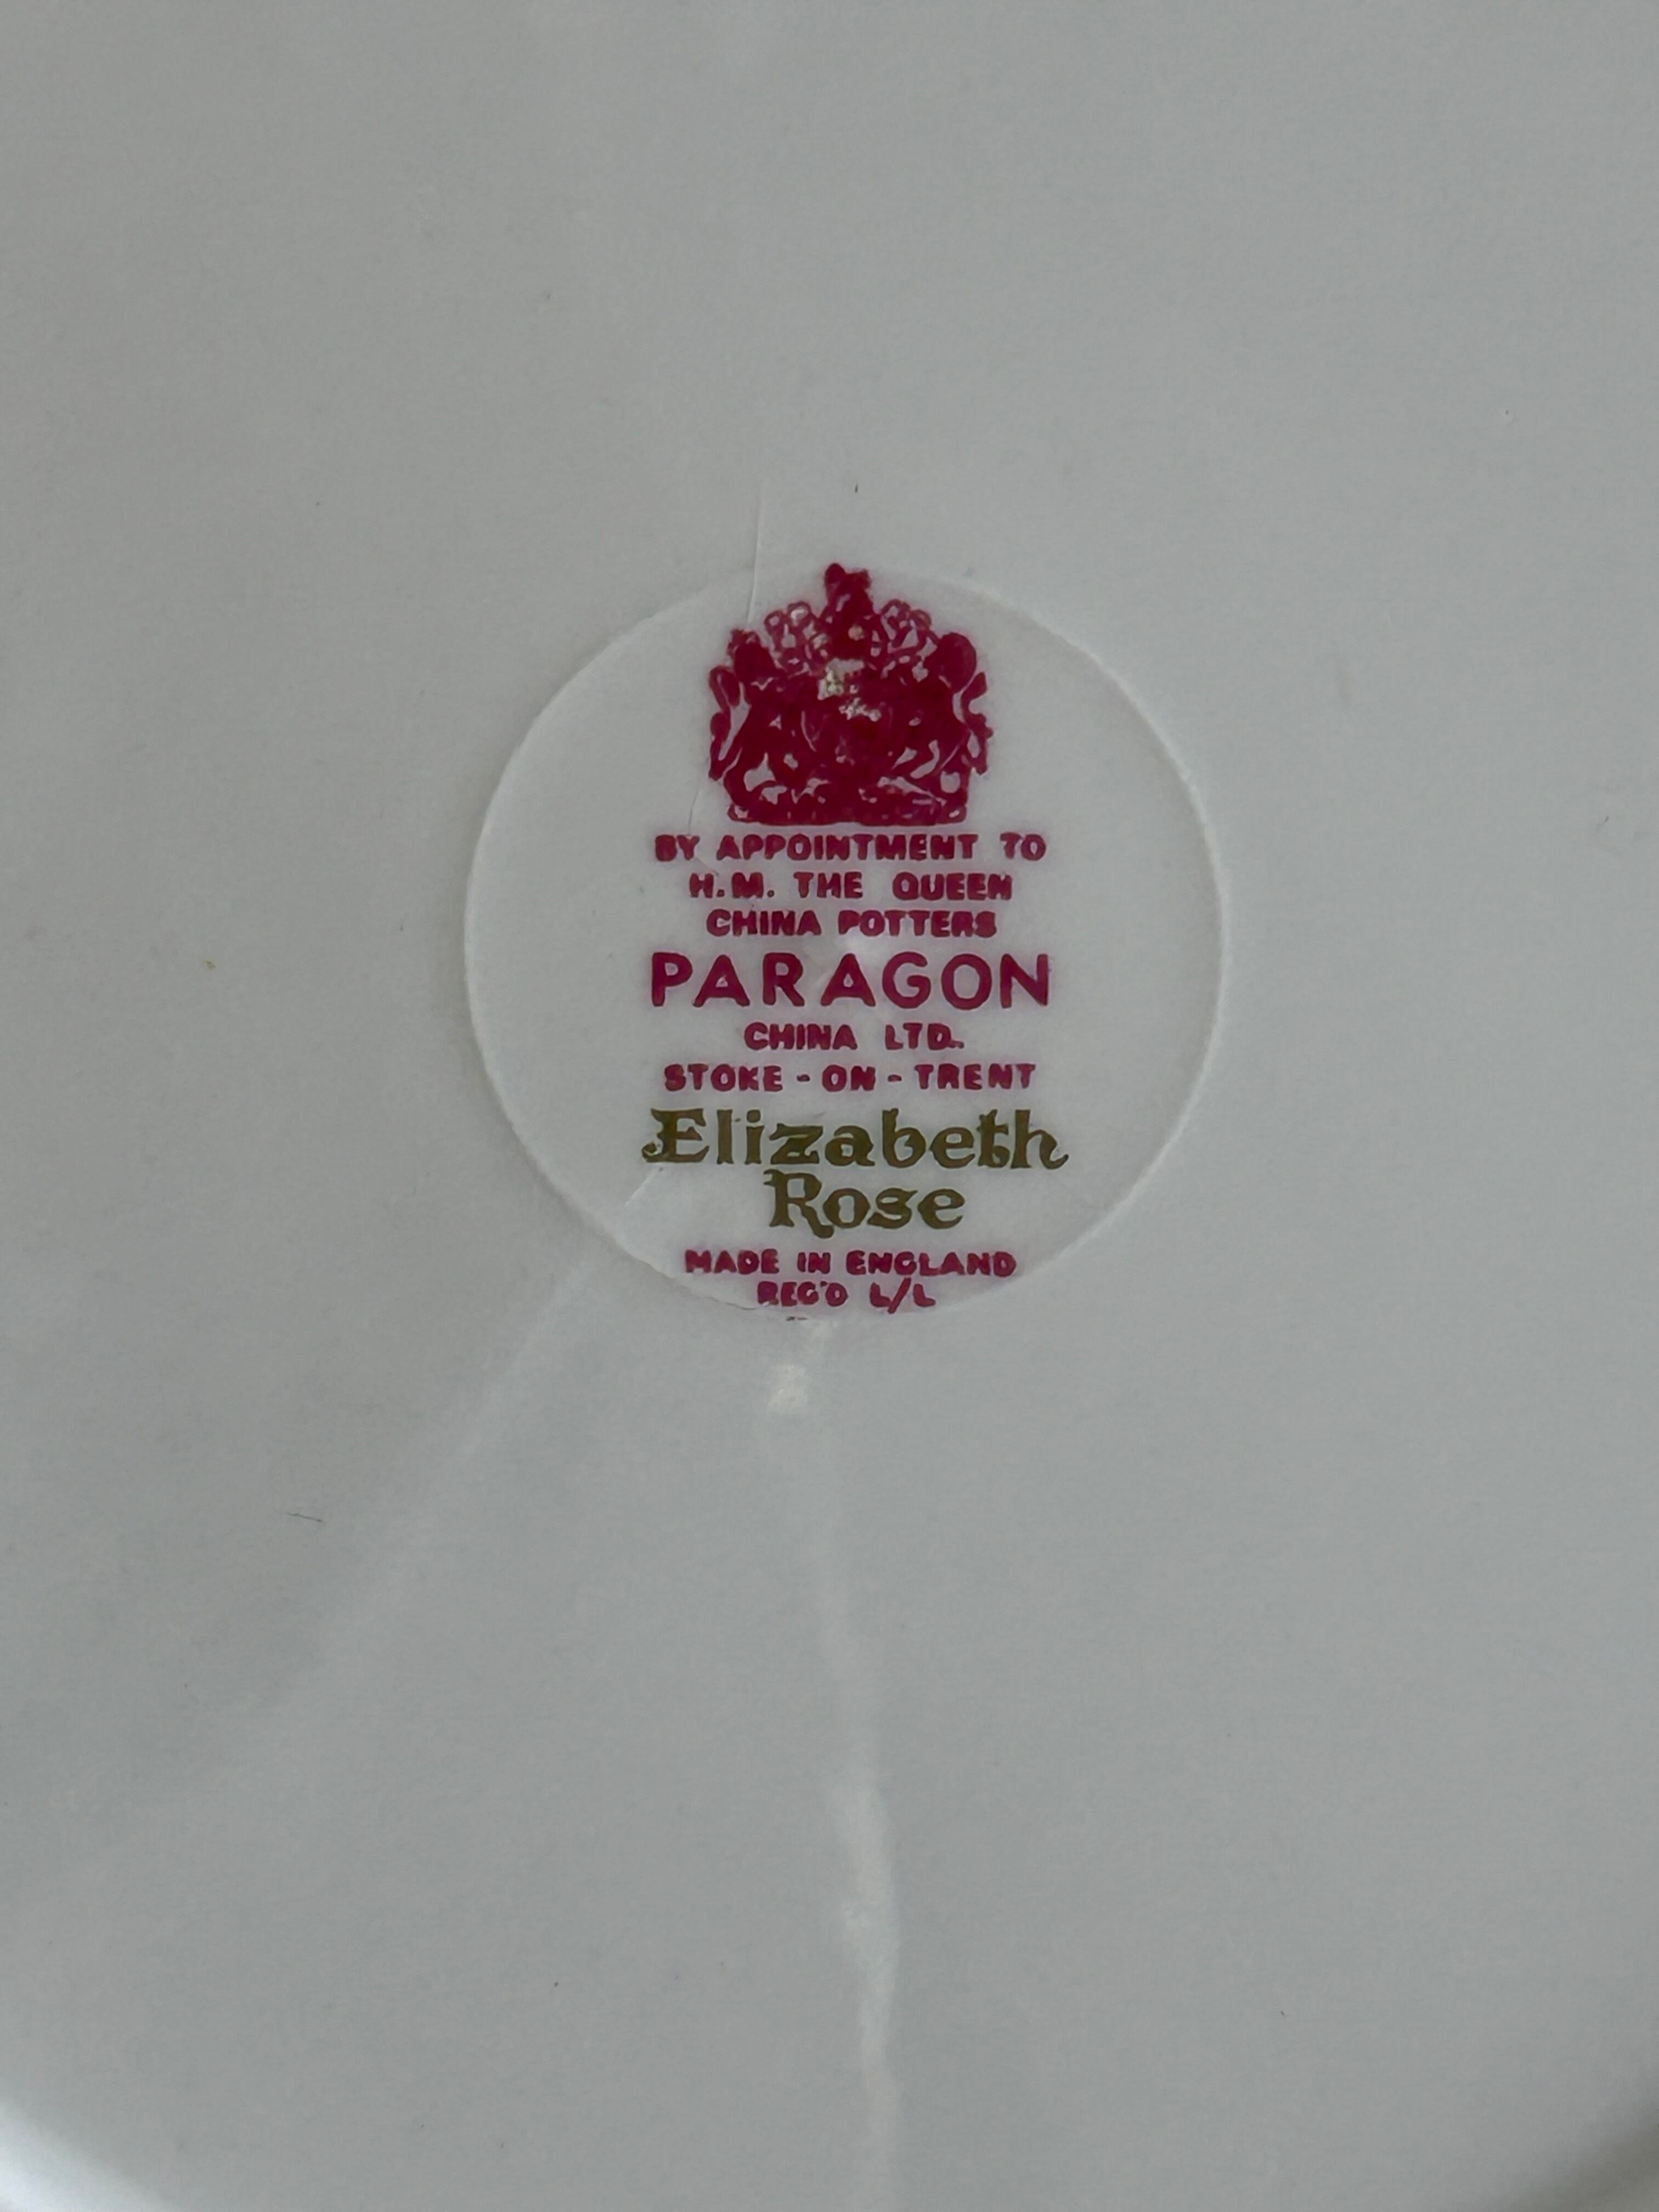 BY APPOINTMENT TO
H.M. THE QUEEN
CHINA POTTERS
PARAGON
CHINA LTD.
STOKE-ON-TRENT
Elizabeth
Rose
MADE IN ENGLAND
REG'D L/L